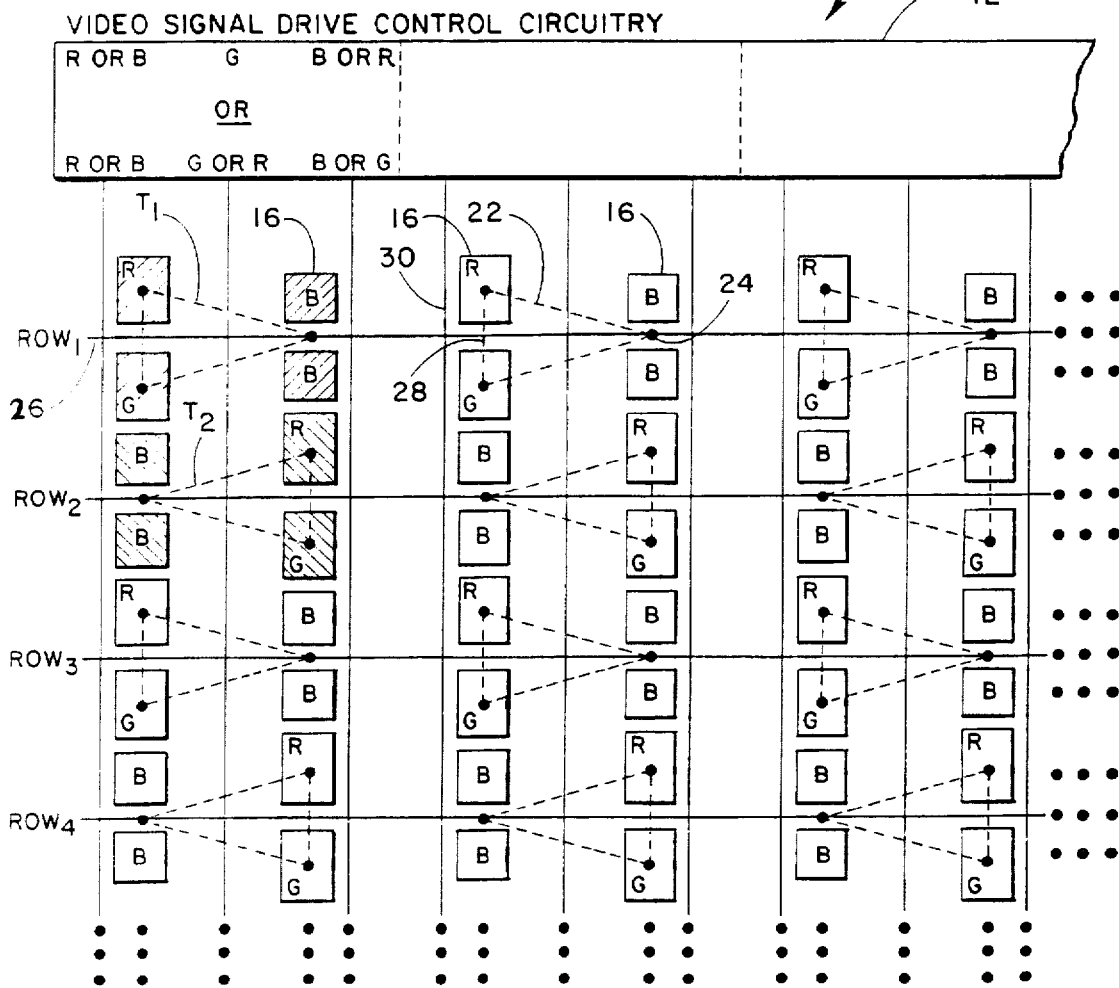 12
VIDEO SIGNAL DRIVE CONTROL CIRCUITRY
R OR B G B OR R
OR
R OR B G OR R B OR G
T1 16 16 22 16
30 24
R B R B R B
ROW1
26 G B 28 G B G B
T2
B R B R B R
ROW2
B G B G B G
R B R B R B
ROW3
G B G B G B
B R B R B R
ROW4
B G B G B G